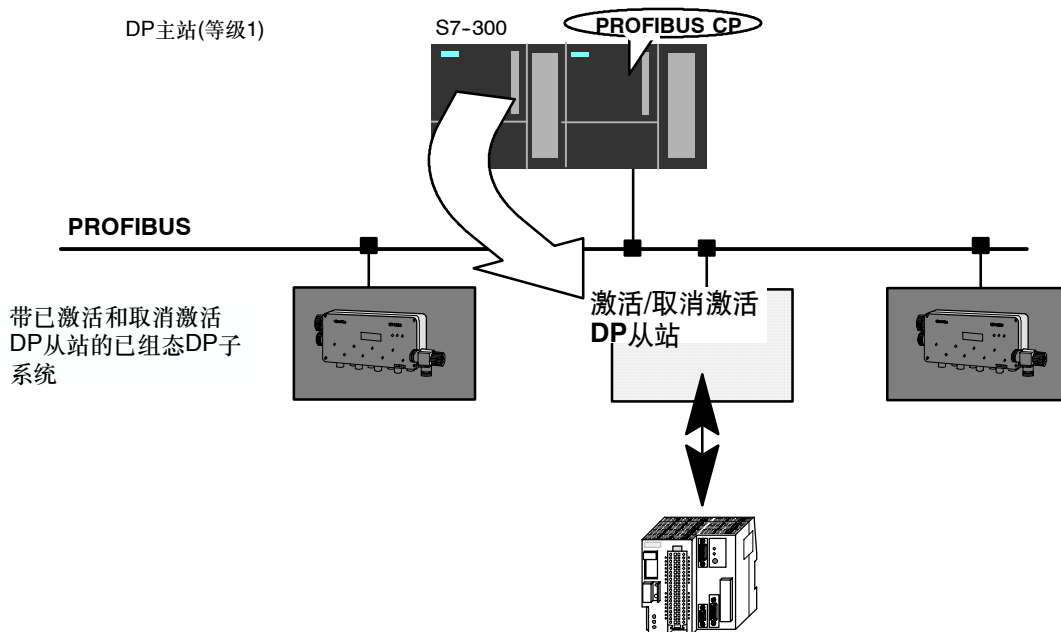 DP主站(等级1)
S7-300
PROFIBUS CP
PROFIBUS
激活/取消激活
DP从站
带已激活和取消激活
DP从站的已组态DP子
系统